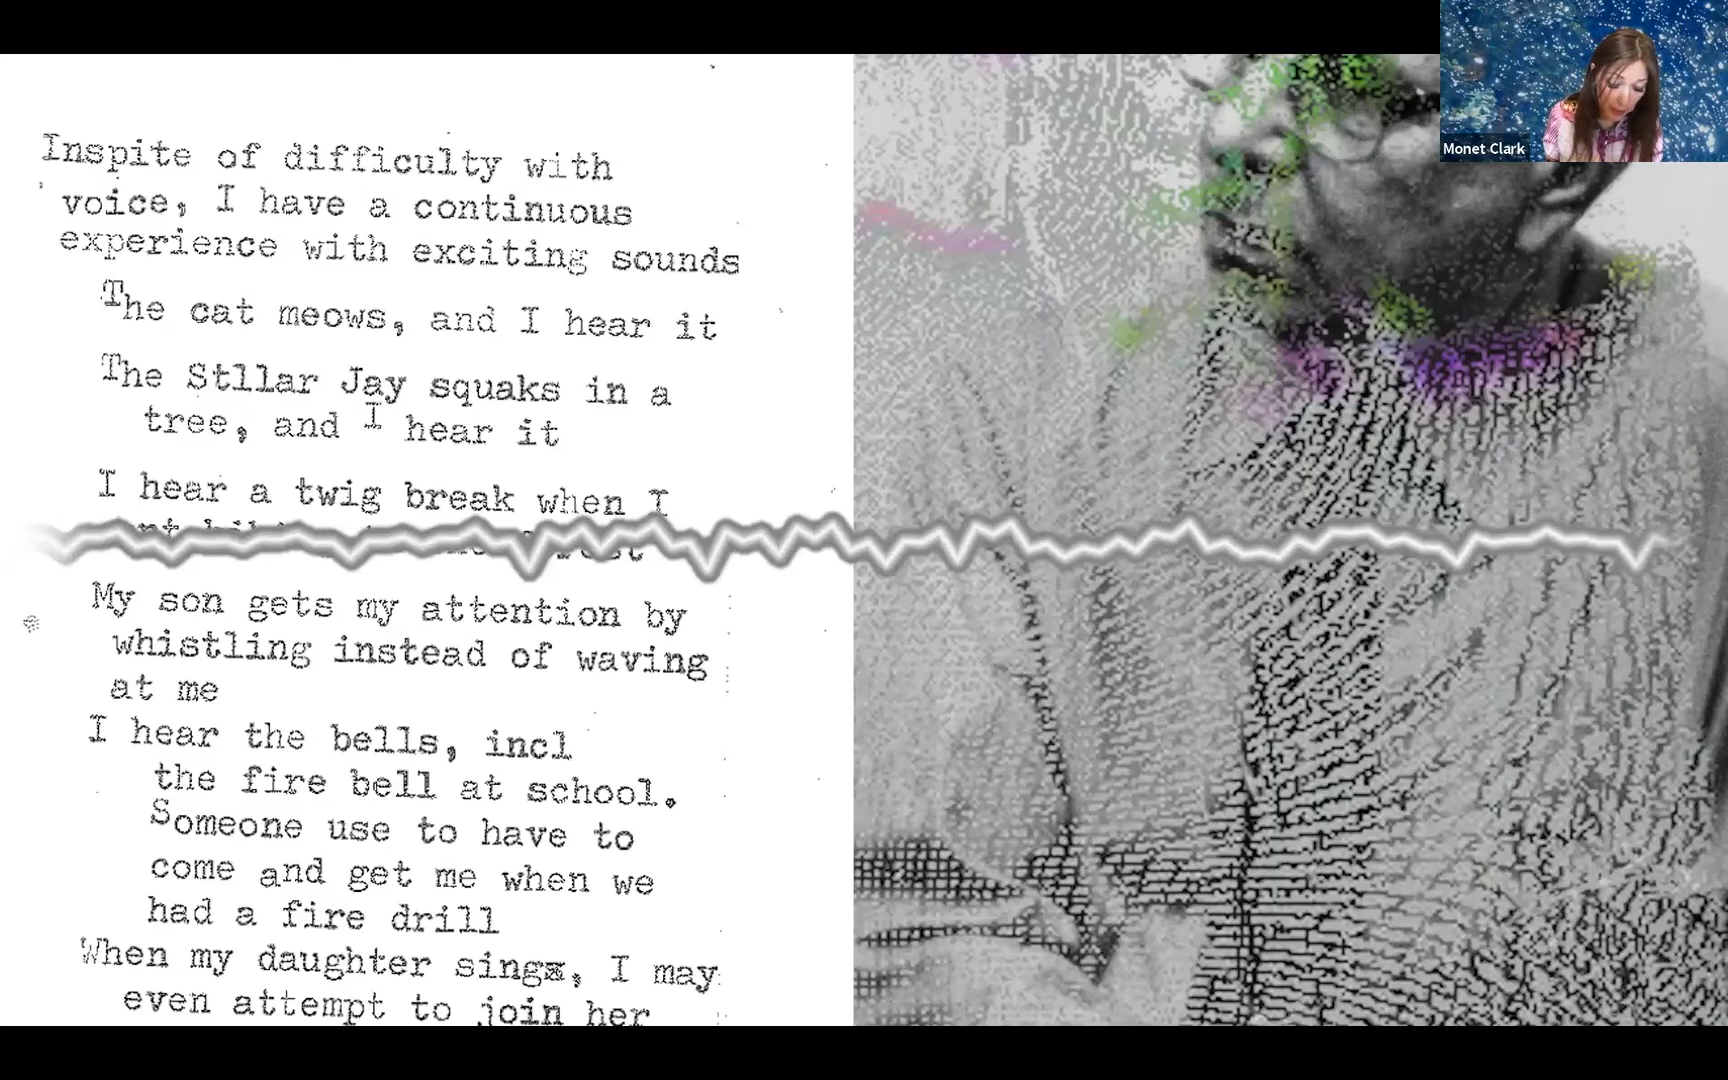 Inspite of difficulty with
voice, I have a continuous
experience with exciting sounds
The cat meows, and I hear it
The Stllar Jay squaks in a
tree, and I hear it
I hear a twig break when I
My son gets my attention by
whistling instead of waving
at me
I hear the bells, incl
the fire bell at school.
Someone use to have to
come and get me when we
had a fire drill
When my daughter sings, I may
even attempt to join her
Monet Clark